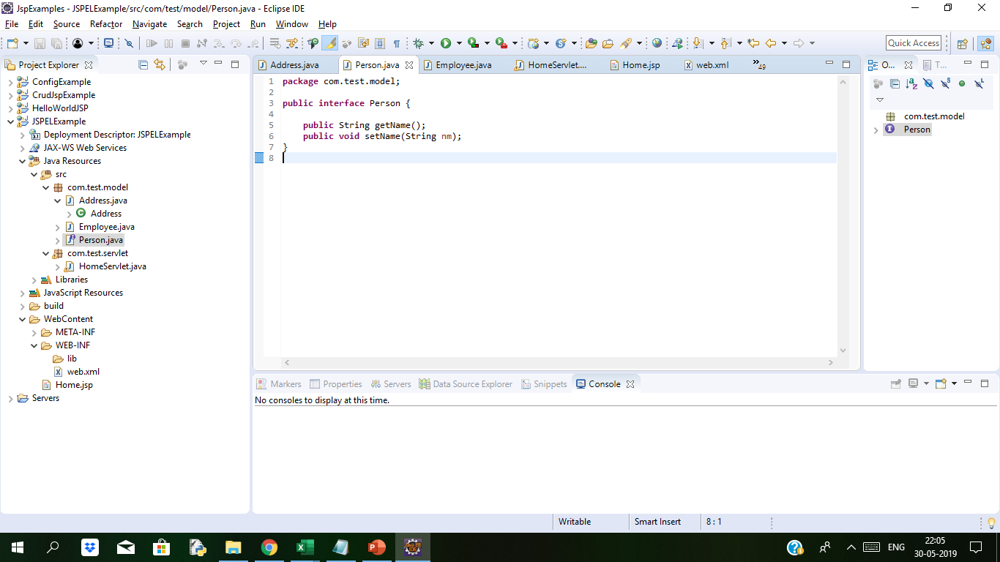 JspExamples - JSPELExample/src/com/test/model/Person.java - Eclipse IDE
File Edit Source Refactor Navigate Search Project Run Window Help
Quick Access
Project Explorer
ConfigExample
CrudJspExample
HelloWorldJSP
JSPELExample
Deployment Descriptor: JSPELExample
JAX-WS Web Services
Java Resources
src
com.test.model
Address.java
Address
Employee.java
Person.java
com.test.servlet
HomeServlet.java
Libraries
JavaScript Resources
build
WebContent
META-INF
WEB-INF
lib
web.xml
Home.jsp
Servers
Address.java Person.java Employee.java HomeServlet.... Home.jsp web.xml »49
1 package com.test.model;
2
3 public interface Person {
4
5 public String getName();
6 public void setName(String nm);
7 }
8
O... T...
com.test.model
Person
Markers Properties Servers Data Source Explorer Snippets Console
No consoles to display at this time.
Writable Smart Insert 8 : 1
ENG
22:05
30-05-2019